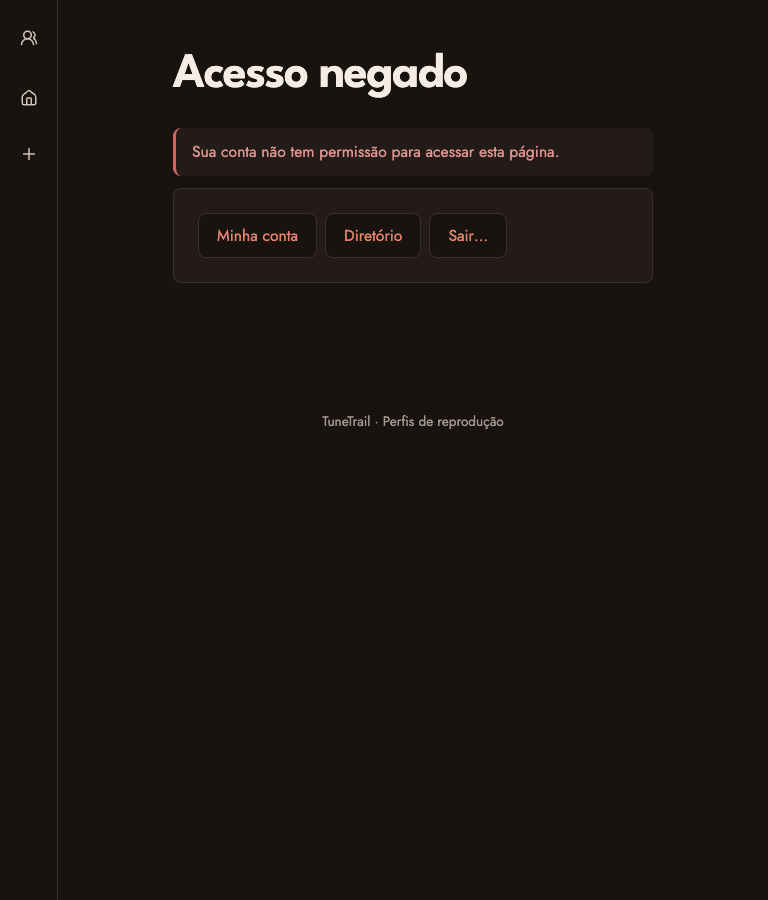 Acesso negado
Sua conta não tem permissão para acessar esta página.
Minha conta
Diretório
Sair…
TuneTrail · Perfis de reprodução